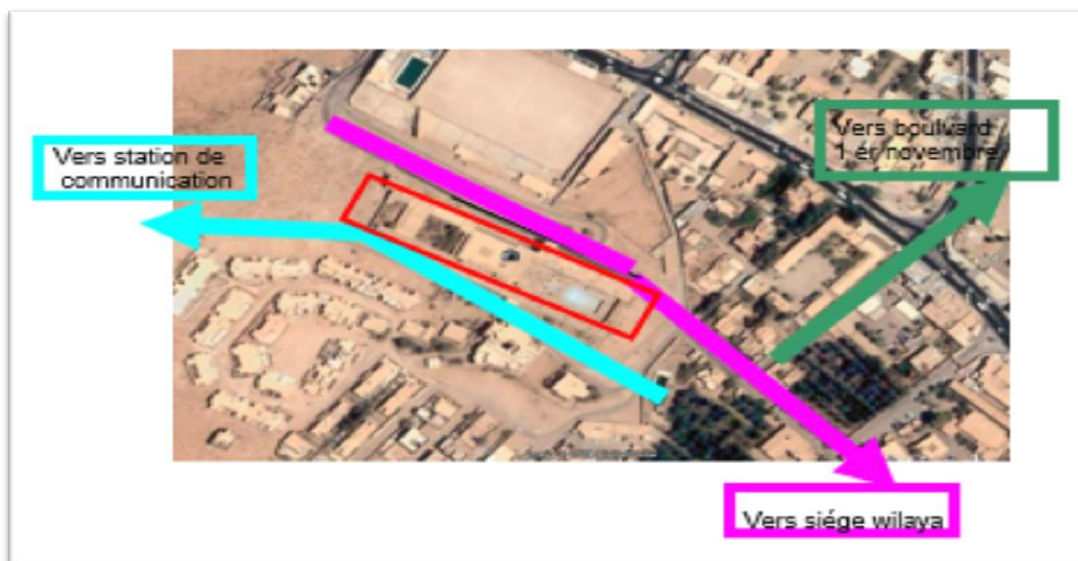 Vers station de
communication
Vers boulvard
1 ér novembre
Vers siége wilaya